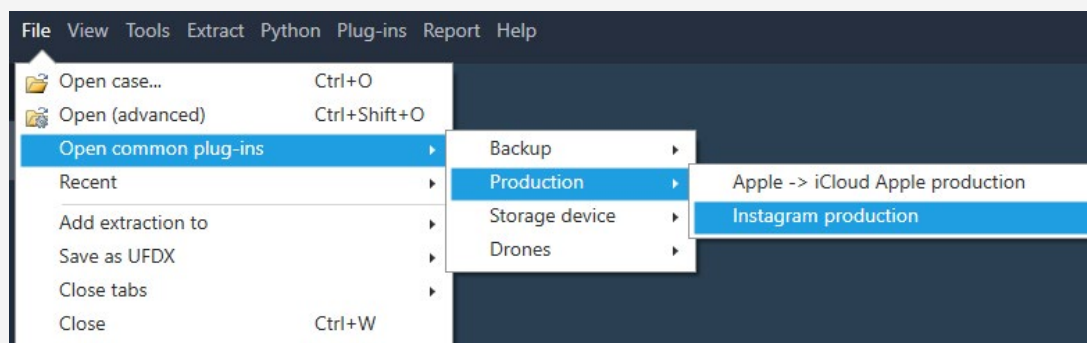 File View Tools Extract Python Plug-ins Report Help
Open case... Ctrl+O
Open (advanced) Ctrl+Shift+O
Open common plug-ins
Recent
Add extraction to
Save as UFDX
Close tabs
Close Ctrl+W
Backup
Production
Storage device
Drones
Apple -> iCloud Apple production
Instagram production